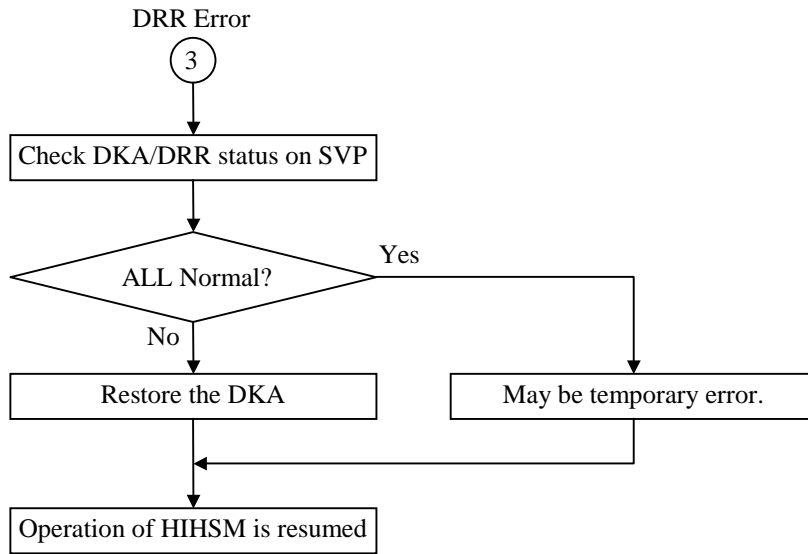 DRR Error
3
Check DKA/DRR status on SVP
ALL Normal?
Yes
No
Restore the DKA
May be temporary error.
Operation of HIHSM is resumed